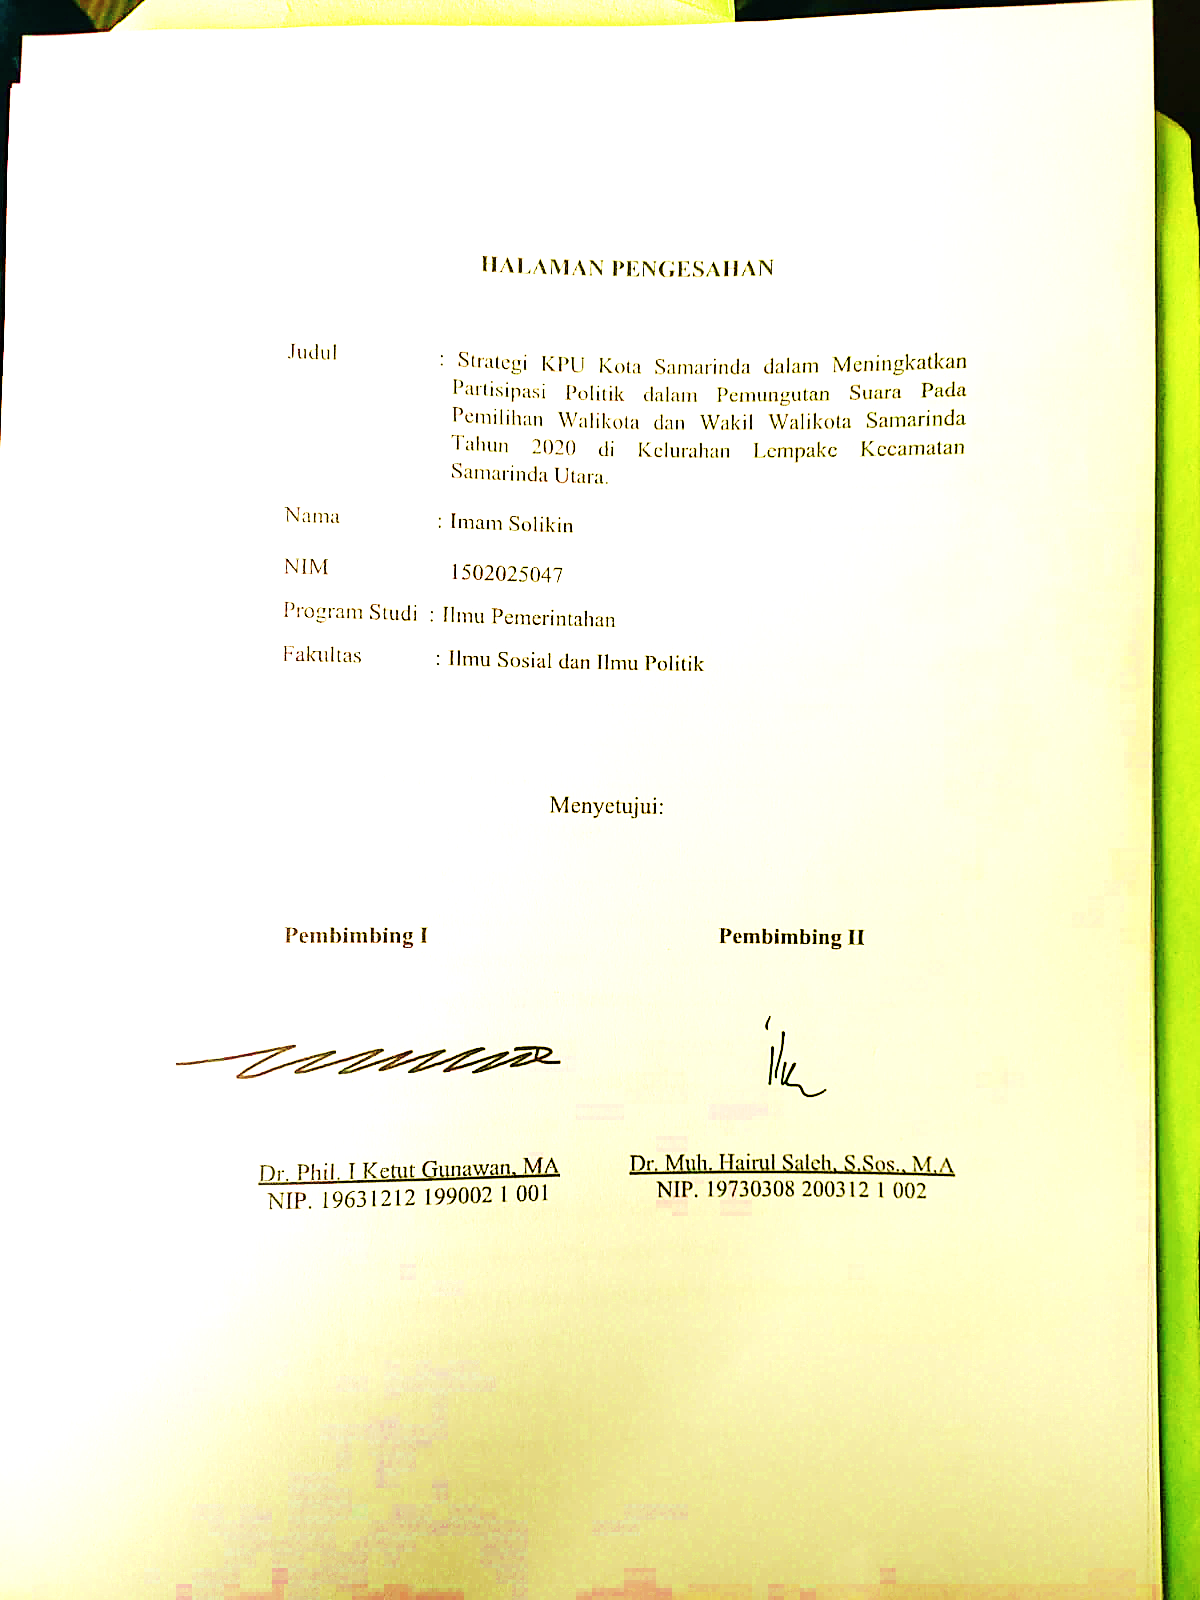 HALAMAN PENGESAHAN
Judul : Strategi KPU Kota Samarinda dalam Meningkatkan
Partisipasi Politik dalam Pemungutan Suara Pada
Pemilihan Walikota dan Wakil Walikota Samarinda
Tahun 2020 di Kelurahan Lempake Kecamatan
Samarinda Utara.
Nama : Imam Solikin
NIM 1502025047
Program Studi : Ilmu Pemerintahan
Fakultas : Ilmu Sosial dan Ilmu Politik
Menyetujui:
Pembimbing I Pembimbing II
Dr. Phil. I Ketut Gunawan, MA Dr. Muh. Hairul Saleh, S.Sos., M.A
NIP. 19631212 199002 1 001 NIP. 19730308 200312 1 002